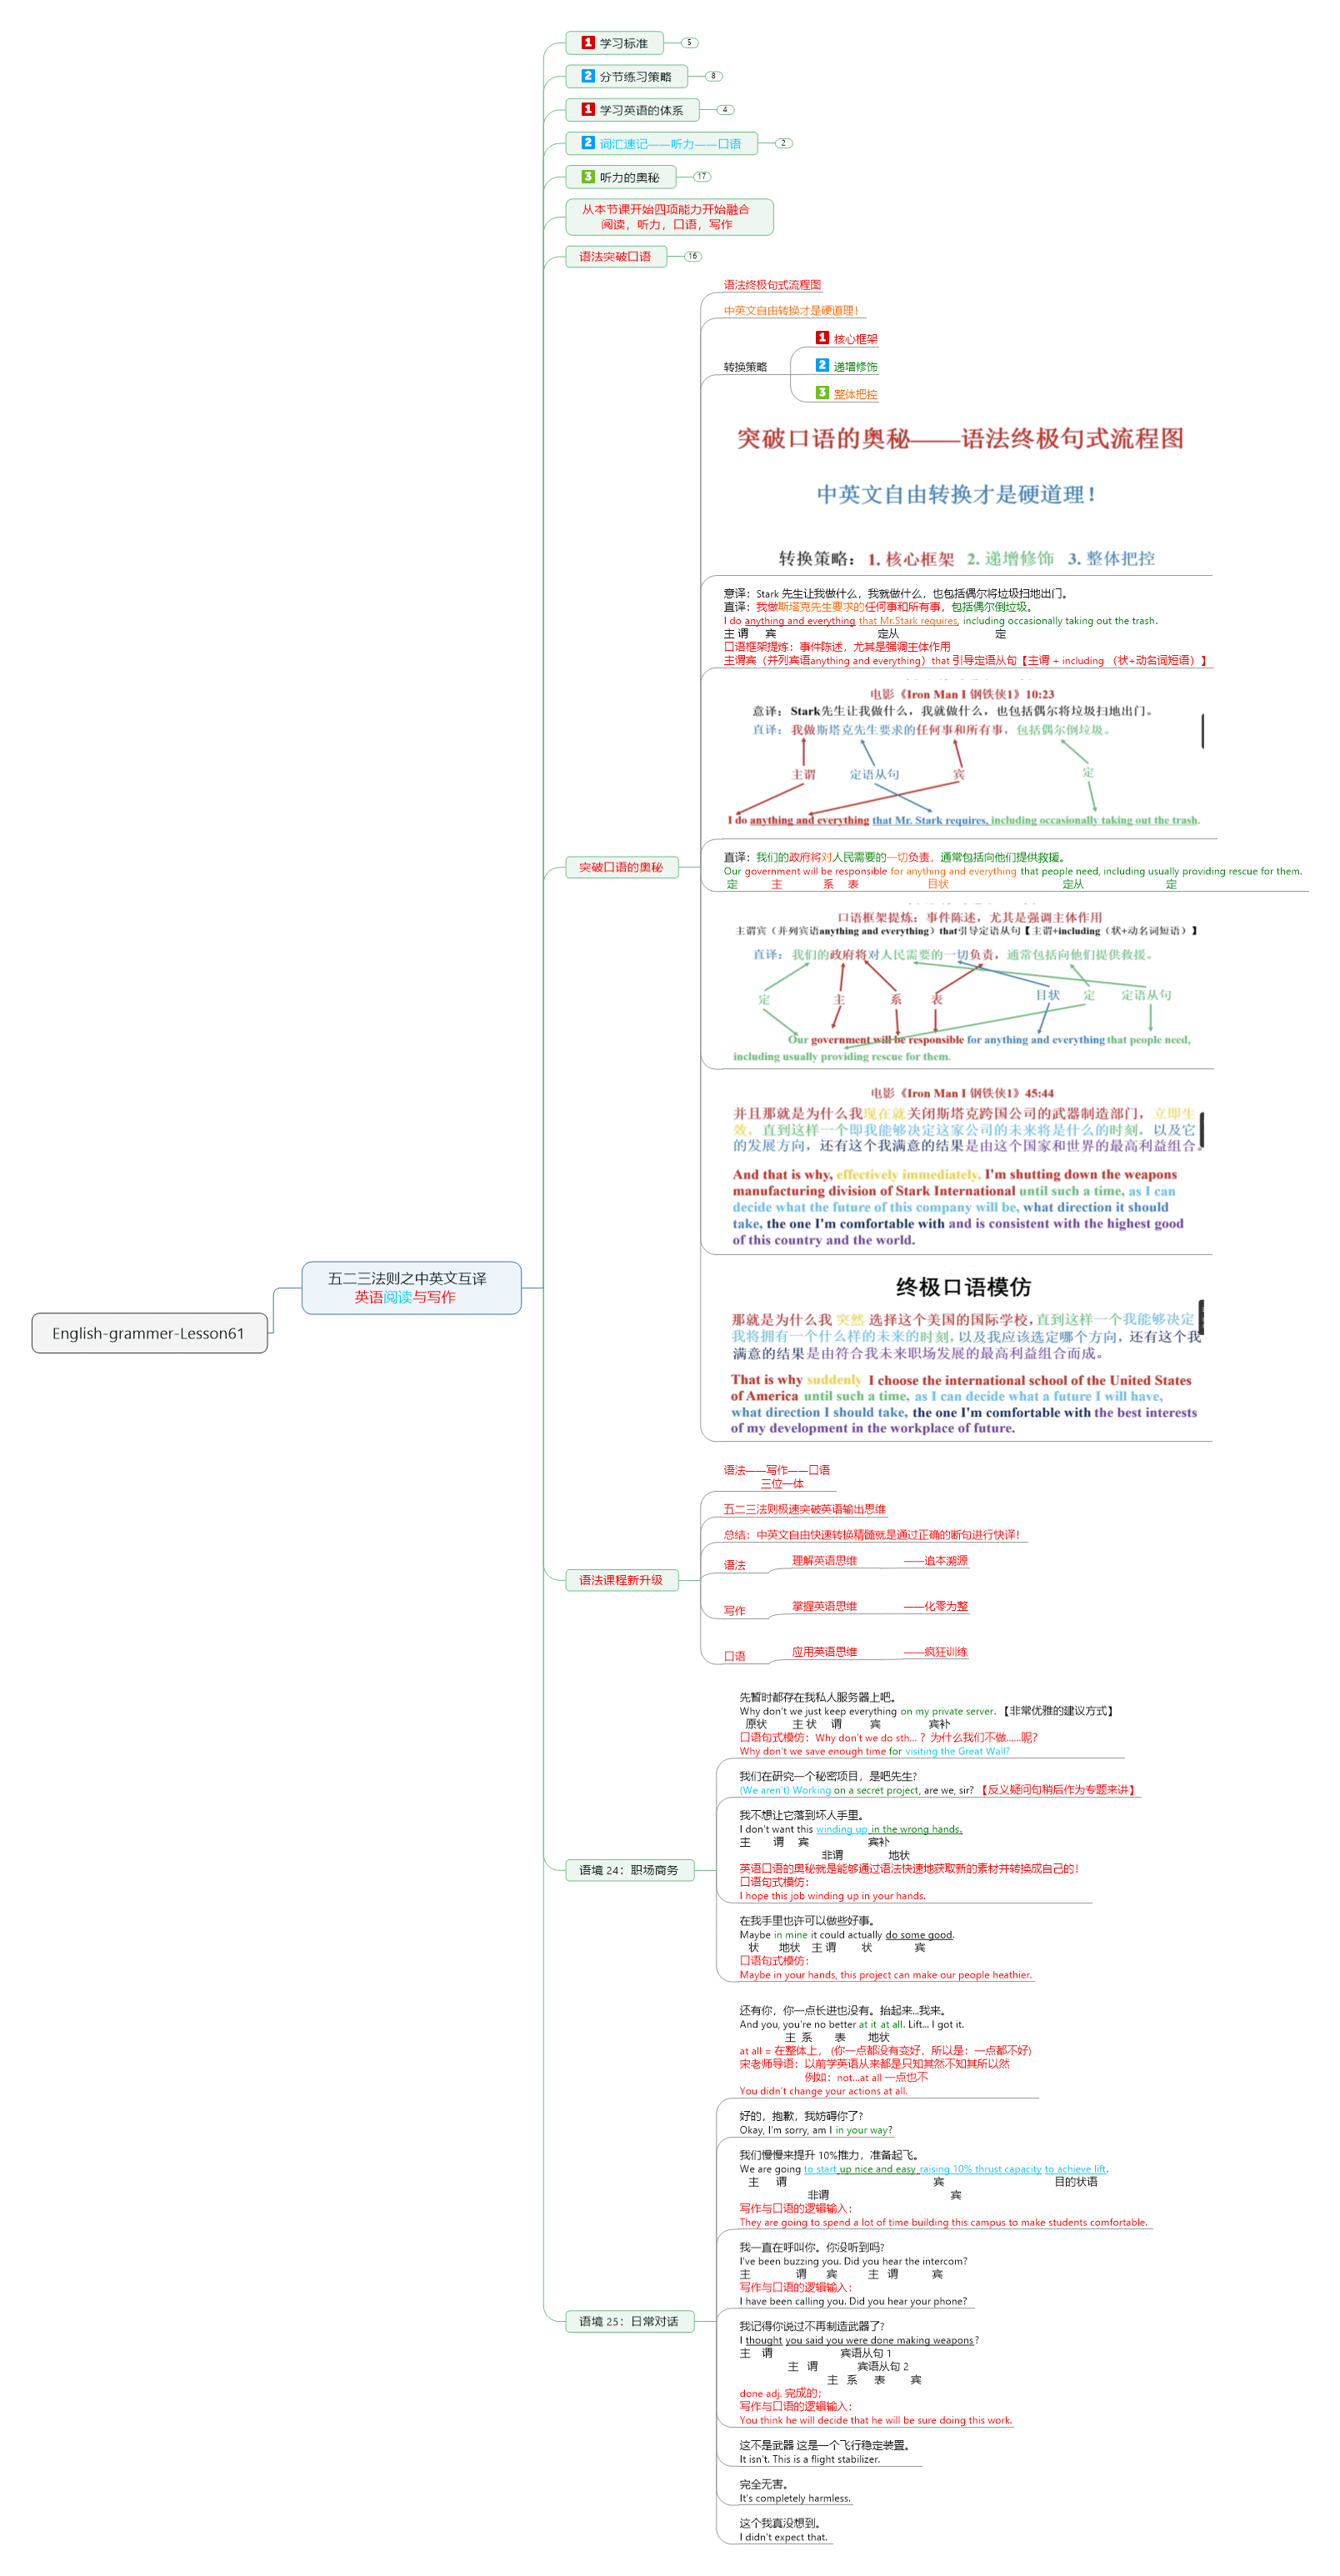 English-grammer-Lesson61
五二三法则之中英文互译
英语阅读与写作
1 学习标准 5
2 分节练习策略 8
1 学习英语的体系 4
2 词汇速记——听力——口语 2
3 听力的奥秘 17
从本节课开始四项能力开始融合
阅读，听力，口语，写作
语法突破口语 16
突破口语的奥秘
语法终极句式流程图
中英文自由转换才是硬道理！
转换策略
1 核心框架
2 递增修饰
3 整体把控
突破口语的奥秘——语法终极句式流程图
中英文自由转换才是硬道理！
转换策略：1. 核心框架 2. 递增修饰 3. 整体把控
意译：Stark 先生让我做什么，我就做什么，也包括偶尔将垃圾扫地出门。
直译：我做斯塔克先生要求的任何事和所有事，包括偶尔倒垃圾。
I do anything and everything that Mr.Stark requires, including occasionally taking out the trash.
主 谓 宾 定从 定
口语框架提炼：事件陈述，尤其是强调主体作用
主谓宾（并列宾语anything and everything）that 引导定语从句【主谓 + including （状+动名词短语）】
电影《Iron Man I 钢铁侠1》10:23
意译：Stark先生让我做什么，我就做什么，也包括偶尔将垃圾扫地出门。
直译：我做斯塔克先生要求的任何事和所有事，包括偶尔倒垃圾。
主谓 定语从句 宾 定
I do anything and everything that Mr. Stark requires, including occasionally taking out the trash.
直译：我们的政府将对人民需要的一切负责，通常包括向他们提供救援。
Our government will be responsible for anything and everything that people need, including usually providing rescue for them.
定 主 系 表 目状 定从 定
口语框架提炼：事件陈述，尤其是强调主体作用
主谓宾（并列宾语anything and everything）that引导定语从句【主谓+including（状+动名词短语）】
直译：我们的政府将对人民需要的一切负责，通常包括向他们提供救援。
定 主 系 表 目状 定 定语从句
Our government will be responsible for anything and everything that people need,
including usually providing rescue for them.
电影《Iron Man I 钢铁侠1》45:44
并且那就是为什么我现在就关闭斯塔克跨国公司的武器制造部门，立即生
效，直到这样一个即我能够决定这家公司的未来将是什么的时刻，以及它
的发展方向，还有这个我满意的结果是由这个国家和世界的最高利益组合。
And that is why, effectively immediately, I'm shutting down the weapons
manufacturing division of Stark International until such a time, as I can
decide what the future of this company will be, what direction it should
take, the one I'm comfortable with and is consistent with the highest good
of this country and the world.
终极口语模仿
那就是为什么我 突然 选择这个美国的国际学校，直到这样一个我能够决定
我将拥有一个什么样的未来的时刻，以及我应该选定哪个方向，还有这个我
满意的结果是由符合我未来职场发展的最高利益组合而成。
That is why suddenly I choose the international school of the United States
of America until such a time, as I can decide what a future I will have,
what direction I should take, the one I'm comfortable with the best interests
of my development in the workplace of future.
语法课程新升级
语法——写作——口语
三位一体
五二三法则极速突破英语输出思维
总结：中英文自由快速转换精髓就是通过正确的断句进行快译！
语法 理解英语思维 ——追本溯源
写作 掌握英语思维 ——化零为整
口语 应用英语思维 ——疯狂训练
语境 24：职场商务
先暂时都存在我私人服务器上吧。
Why don't we just keep everything on my private server. 【非常优雅的建议方式】
原状 主 状 谓 宾 宾补
口语句式模仿：Why don't we do sth... ？为什么我们不做......呢?
Why don't we save enough time for visiting the Great Wall?
我们在研究一个秘密项目，是吧先生?
(We aren't) Working on a secret project, are we, sir? 【反义疑问句稍后作为专题来讲】
我不想让它落到坏人手里。
I don't want this winding up in the wrong hands.
主 谓 宾 宾补
非谓 地状
英语口语的奥秘就是能够通过语法快速地获取新的素材并转换成自己的！
口语句式模仿：
I hope this job winding up in your hands.
在我手里也许可以做些好事。
Maybe in mine it could actually do some good.
状 地状 主 谓 状 宾
口语句式模仿：
Maybe in your hands, this project can make our people heathier.
语境 25：日常对话
还有你，你一点长进也没有。抬起来...我来。
And you, you're no better at it at all. Lift... I got it.
主 系 表 地状
at all = 在整体上， (你一点都没有变好，所以是：一点都不好)
宋老师导语：以前学英语从来都是只知其然不知其所以然
例如：not...at all 一点也不
You didn't change your actions at all.
好的，抱歉，我妨碍你了?
Okay, I'm sorry, am I in your way?
我们慢慢来提升 10%推力，准备起飞。
We are going to start up nice and easy raising 10% thrust capacity to achieve lift.
主 谓 宾 目的状语
非谓 宾
写作与口语的逻辑输入：
They are going to spend a lot of time building this campus to make students comfortable.
我一直在呼叫你。你没听到吗?
I've been buzzing you. Did you hear the intercom?
主 谓 宾 主 谓 宾
写作与口语的逻辑输入：
I have been calling you. Did you hear your phone?
我记得你说过不再制造武器了?
I thought you said you were done making weapons?
主 谓 宾语从句 1
主 谓 宾语从句 2
主 系 表 宾
done adj. 完成的；
写作与口语的逻辑输入：
You think he will decide that he will be sure doing this work.
这不是武器 这是一个飞行稳定装置。
It isn't. This is a flight stabilizer.
完全无害。
It's completely harmless.
这个我真没想到。
I didn't expect that.